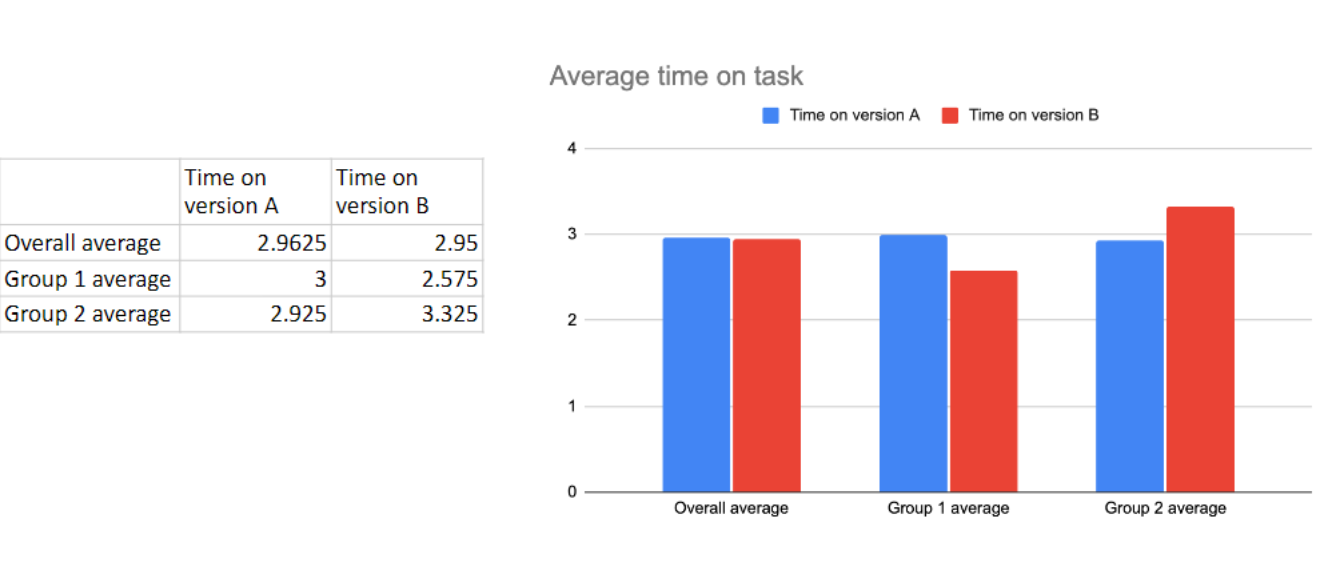 Average time on task
Time on version A Time on version B
Time on
version A
Time on
version B
Overall average 2.9625 2.95
Group 1 average 3 2.575
Group 2 average 2.925 3.325
4
3
2
1
0
Overall average Group 1 average Group 2 average